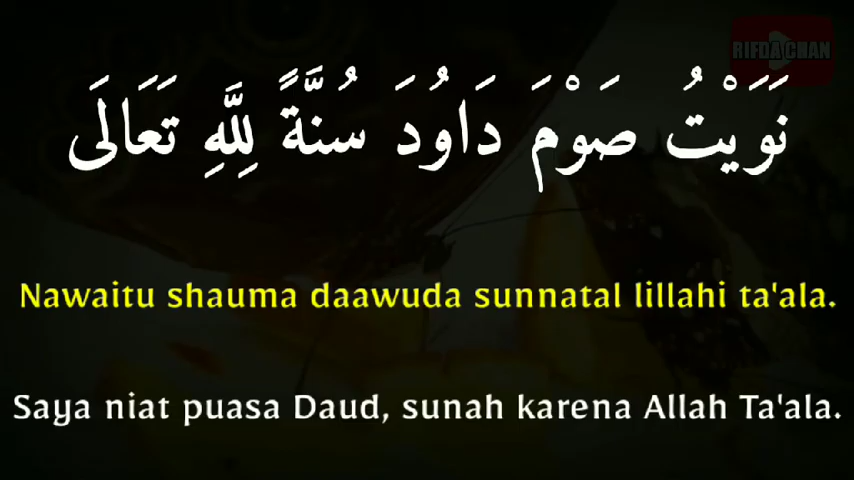 RIFDA CHAN
نَوَيْتُ صَوْمَ دَاوُدَ سُنَّةً لِلَّهِ تَعَالَى
Nawaitu shauma daawuda sunnatal lillahi ta'ala.
Saya niat puasa Daud, sunah karena Allah Ta'ala.